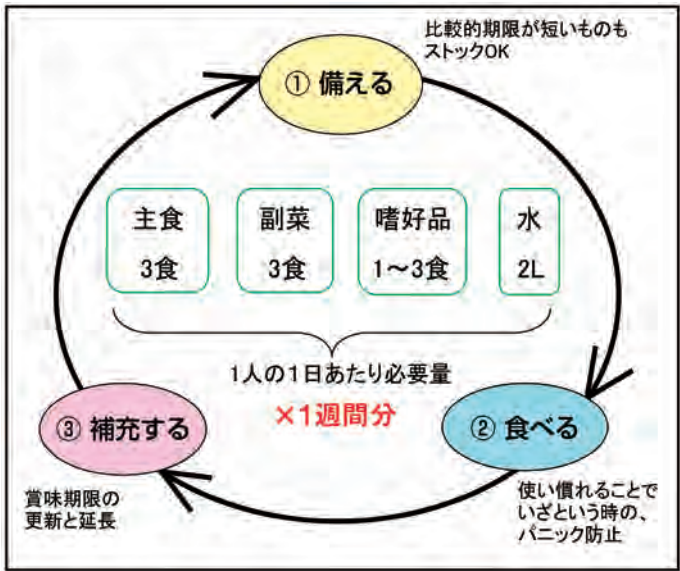 比較的期限が短いものも
ストックOK
① 備える
主食
3食
副菜
3食
嗜好品
1〜3食
水
2L
1人の1日あたり必要量
×1週間分
③ 補充する
② 食べる
賞味期限の
更新と延長
使い慣れることで
いざという時の、
パニック防止